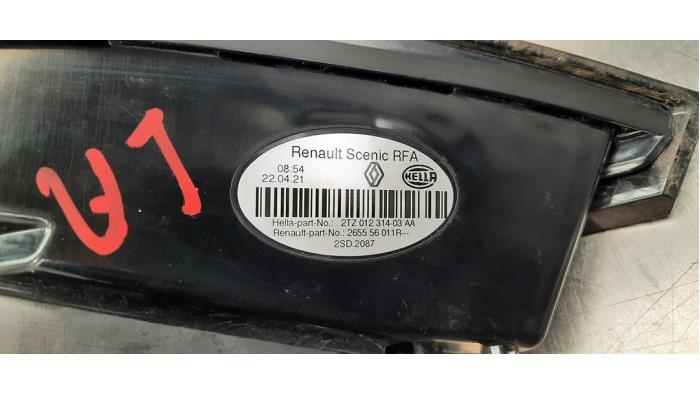 Renault Scenic RFA
08:54
22.04.21
HELLA
Hella-part-No.: 2TZ 012 314-03 AA
Renault-part-No.: 2655 56 011R---
2SD.2087